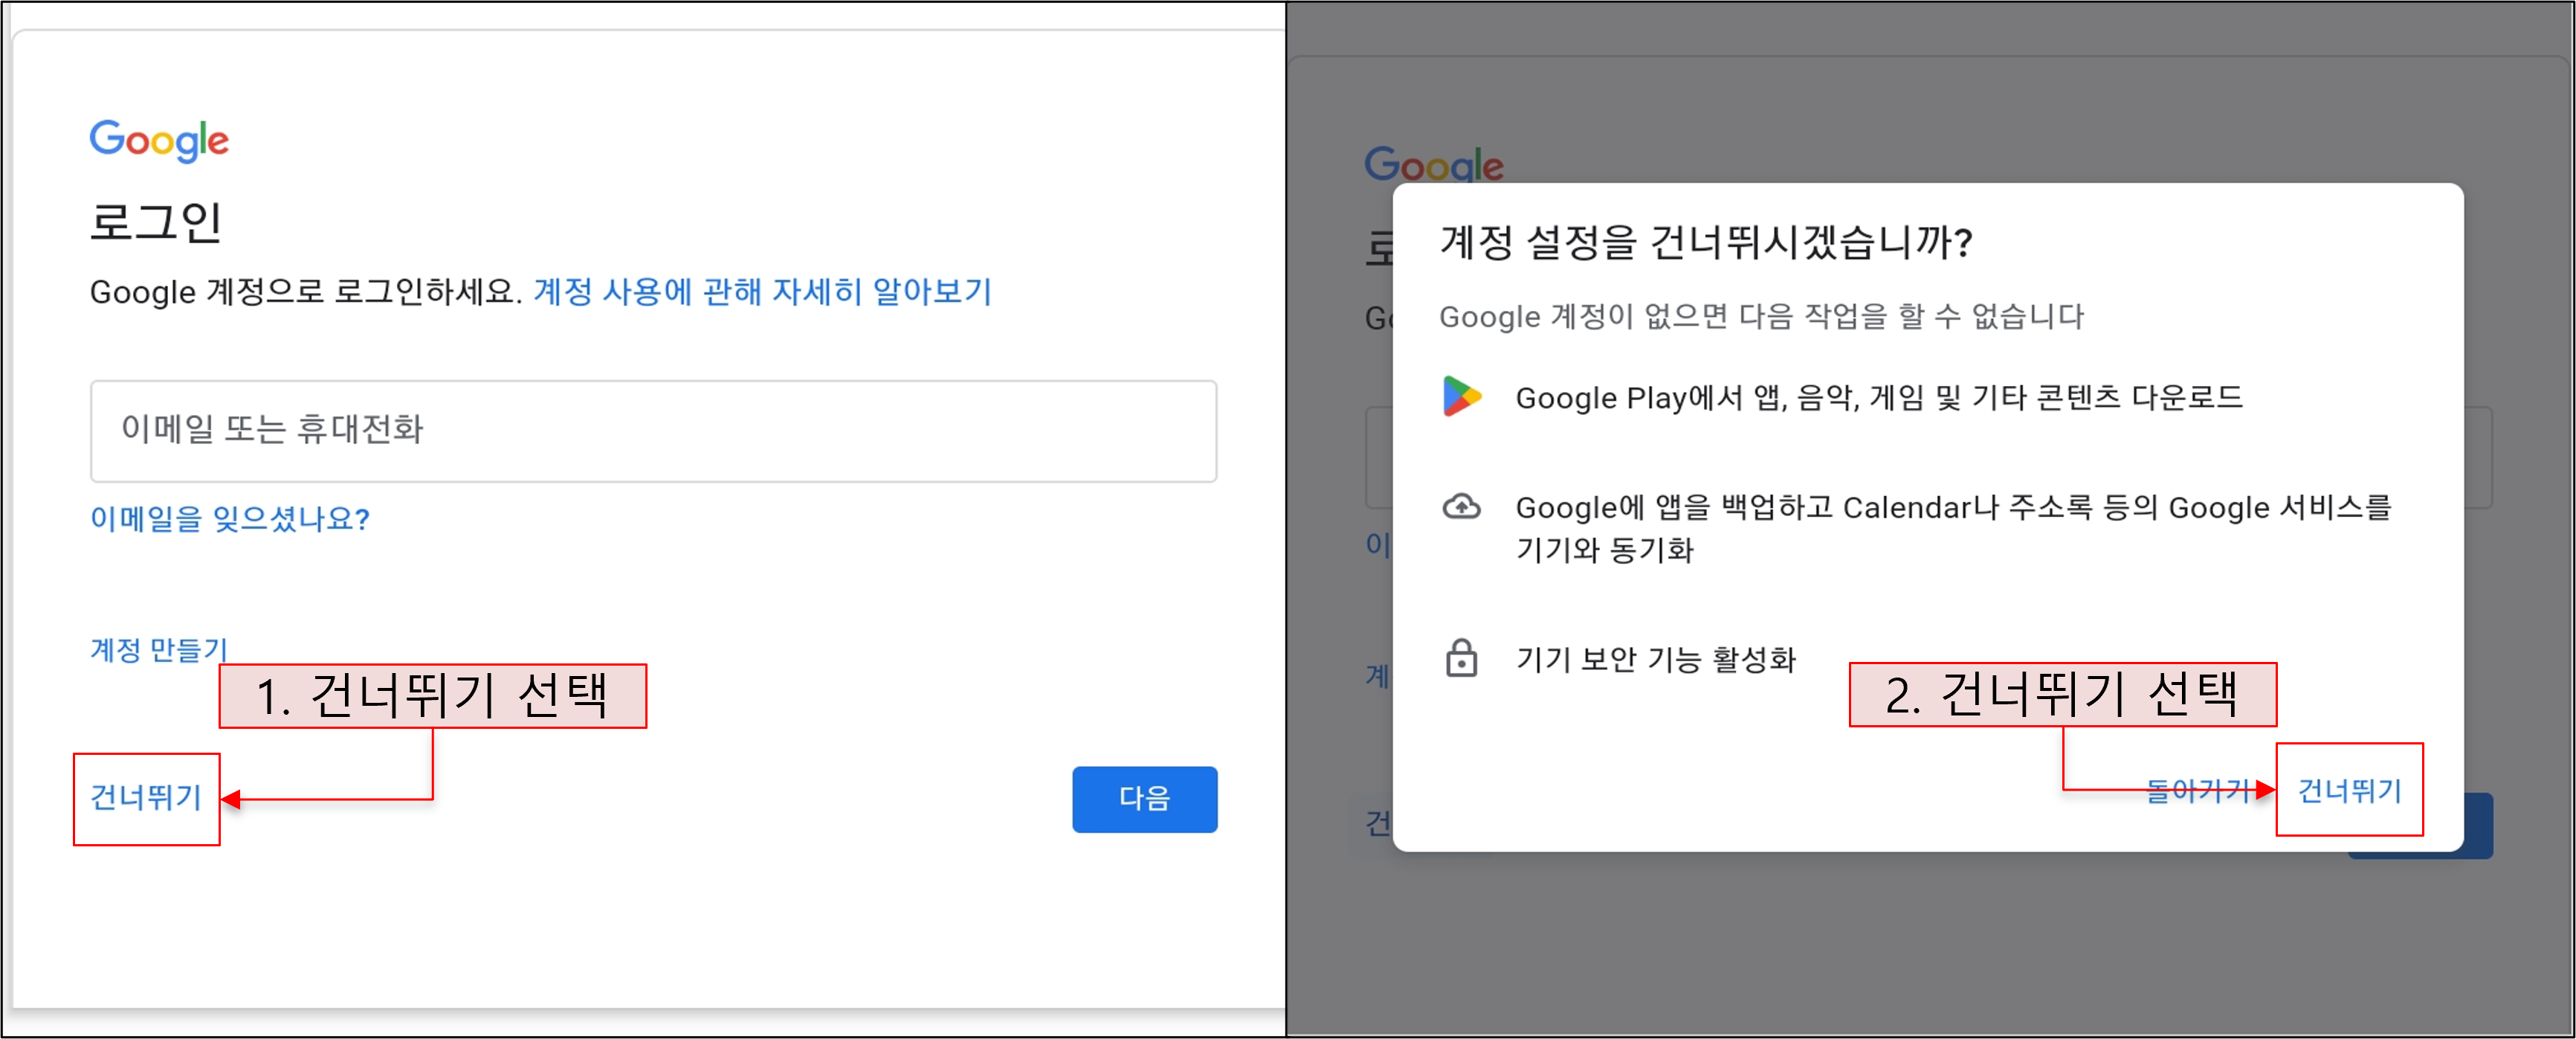 Google
로그인
Google 계정으로 로그인하세요. 계정 사용에 관해 자세히 알아보기
이메일 또는 휴대전화
이메일을 잊으셨나요?
계정 만들기
1. 건너뛰기 선택
건너뛰기
다음
Google
계정 설정을 건너뛰시겠습니까?
Google 계정이 없으면 다음 작업을 할 수 없습니다
Google Play에서 앱, 음악, 게임 및 기타 콘텐츠 다운로드
Google에 앱을 백업하고 Calendar나 주소록 등의 Google 서비스를
기기와 동기화
기기 보안 기능 활성화
2. 건너뛰기 선택
돌아가기
건너뛰기